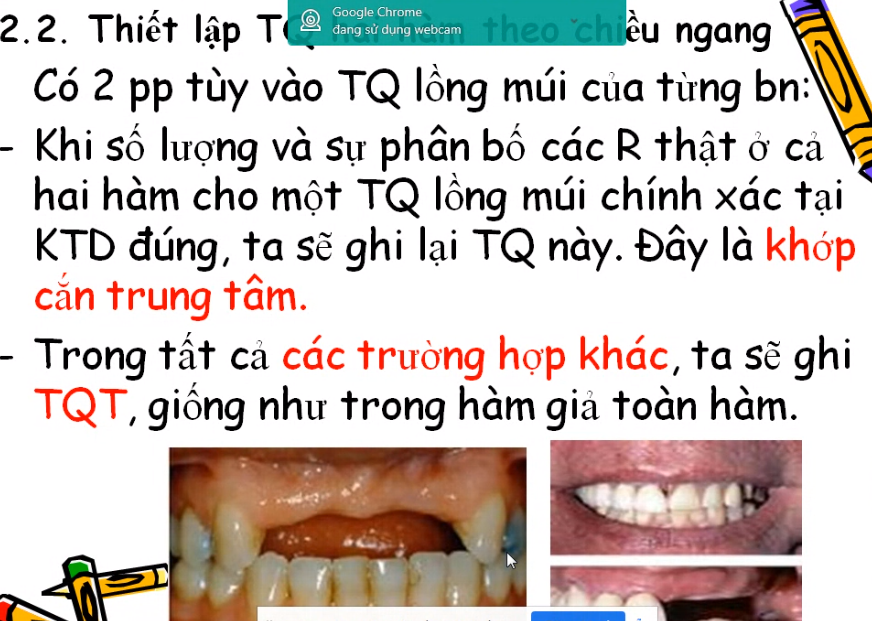 2.2. Thiết lập TQ hai hàm theo chiều ngang
Google Chrome
đang sử dụng webcam
Có 2 pp tùy vào TQ lồng múi của từng bn:
- Khi số lượng và sự phân bố các R thật ở cả
hai hàm cho một TQ lồng múi chính xác tại
KTD đúng, ta sẽ ghi lại TQ này. Đây là khớp
cắn trung tâm.
- Trong tất cả các trường hợp khác, ta sẽ ghi
TQT, giống như trong hàm giả toàn hàm.